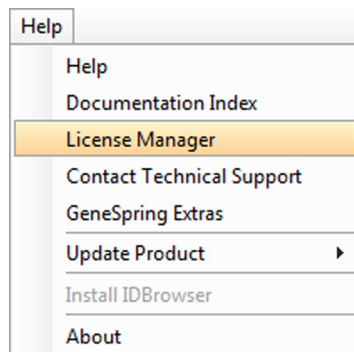 Help
Help
Documentation Index
License Manager
Contact Technical Support
GeneSpring Extras
Update Product
Install IDBrowser
About